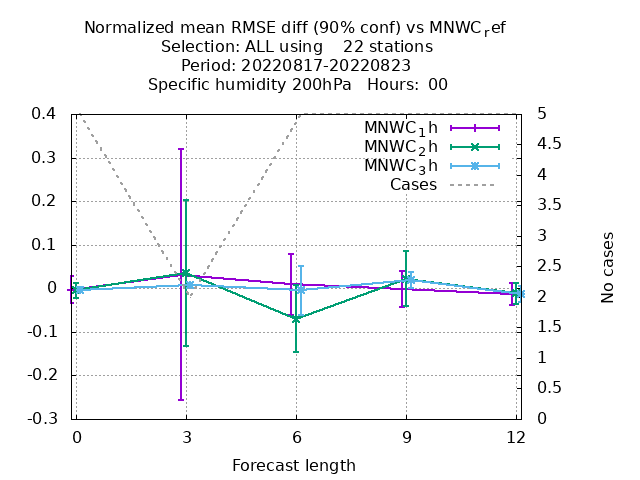 Normalized mean RMSE diff (90% conf) vs MNWC_ref
Selection: ALL using    22 stations
Period: 20220817-20220823
Specific humidity 200hPa   Hours:  00
MNWC_1h
MNWC_2h
MNWC_3h
Cases
0.4
0.3
0.2
0.1
0
-0.1
-0.2
-0.3
5
4.5
4
3.5
3
2.5
2
1.5
1
0.5
0
No cases
0
3
6
9
12
Forecast length